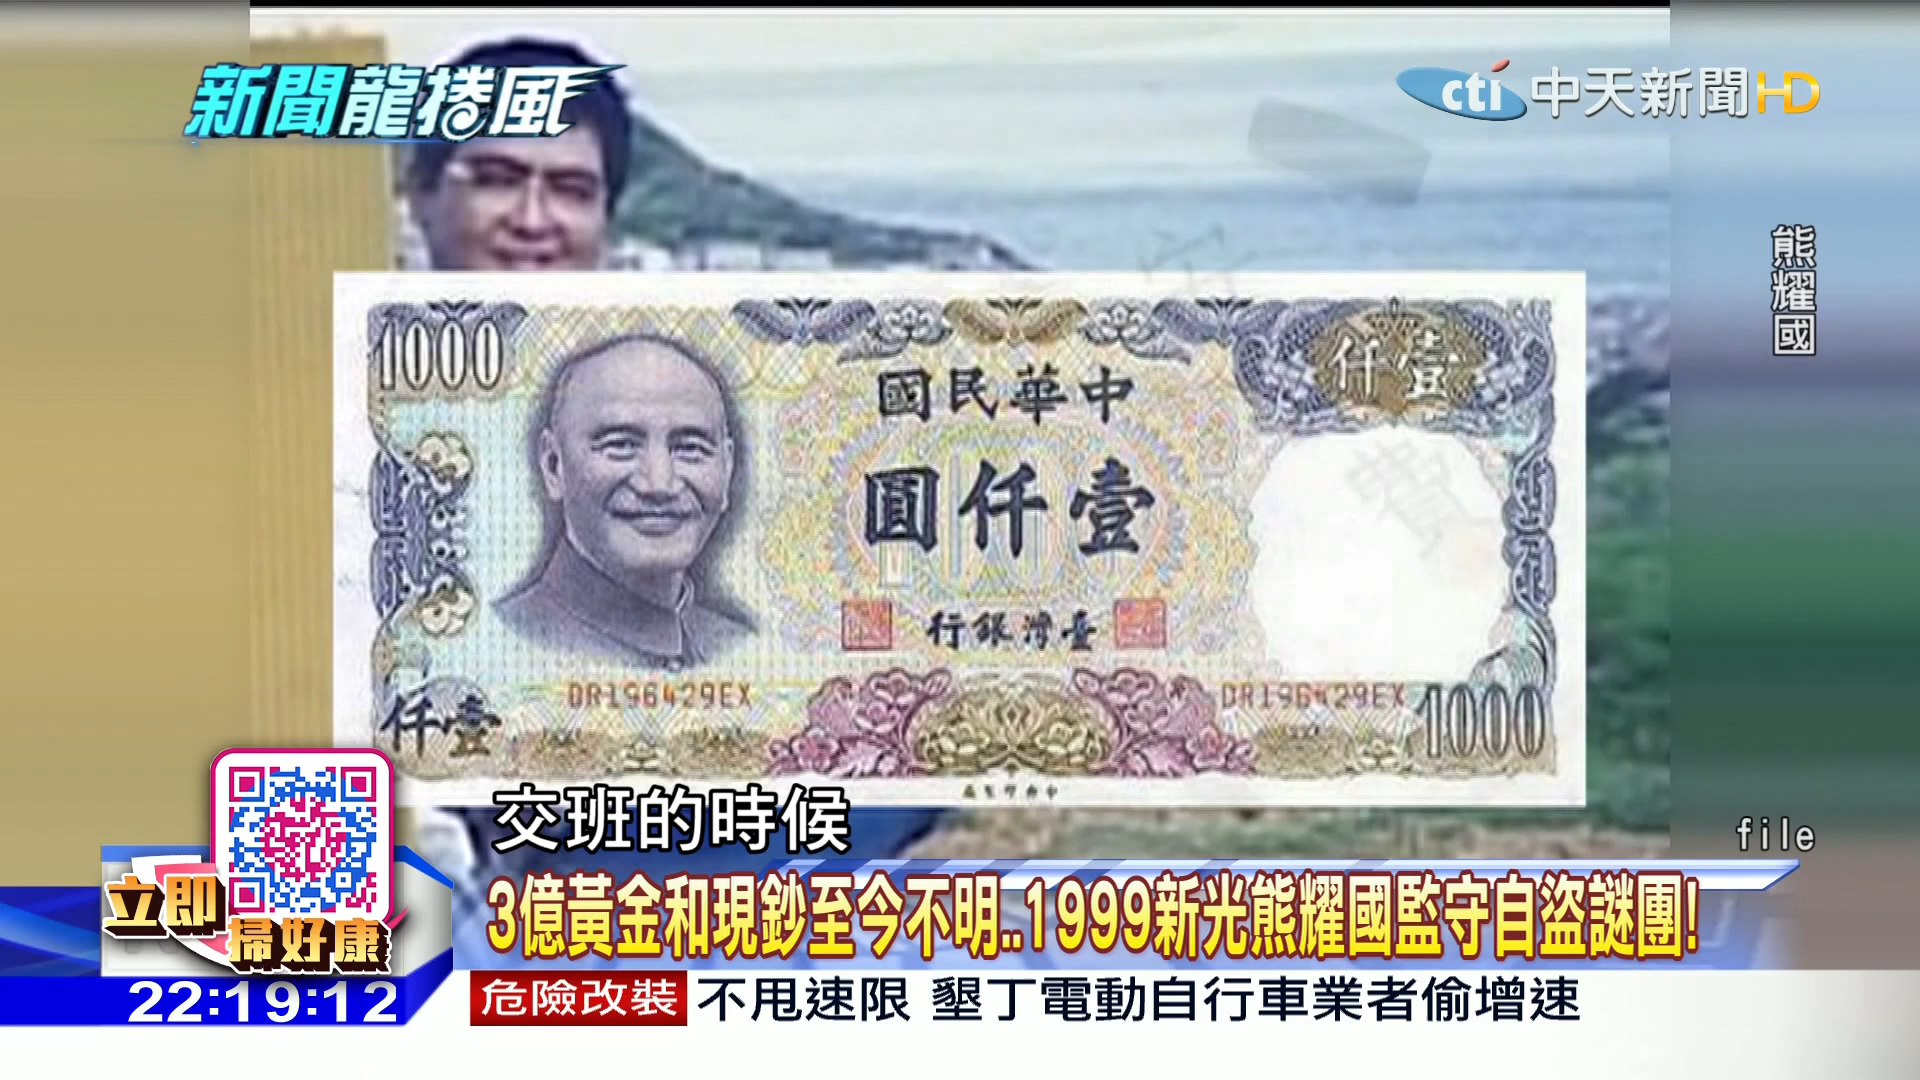 新聞龍捲風
cti 中天新聞HD
熊耀國
1000
仟壹
國民華中
圓仟壹
行銀灣臺
DR196429EX
DR196429EX
仟壹
1000
file
交班的時候
3億黃金和現鈔至今不明..1999新光熊耀國監守自盜謎團!
立即
掃好康
22:19:12
危險改裝 不甩速限 墾丁電動自行車業者偷增速